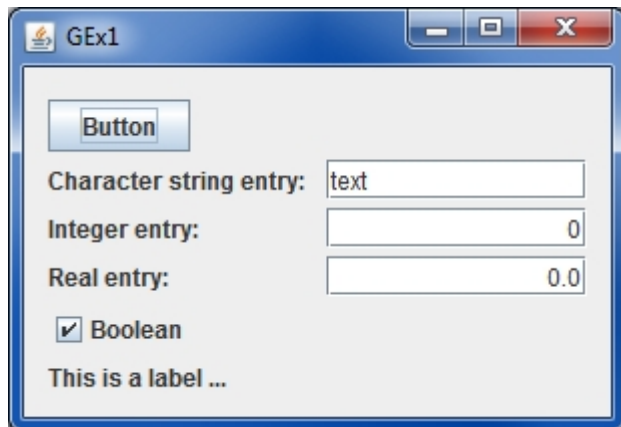 GEx1
Button
Character string entry: text
Integer entry: 0
Real entry: 0.0
Boolean
This is a label ...